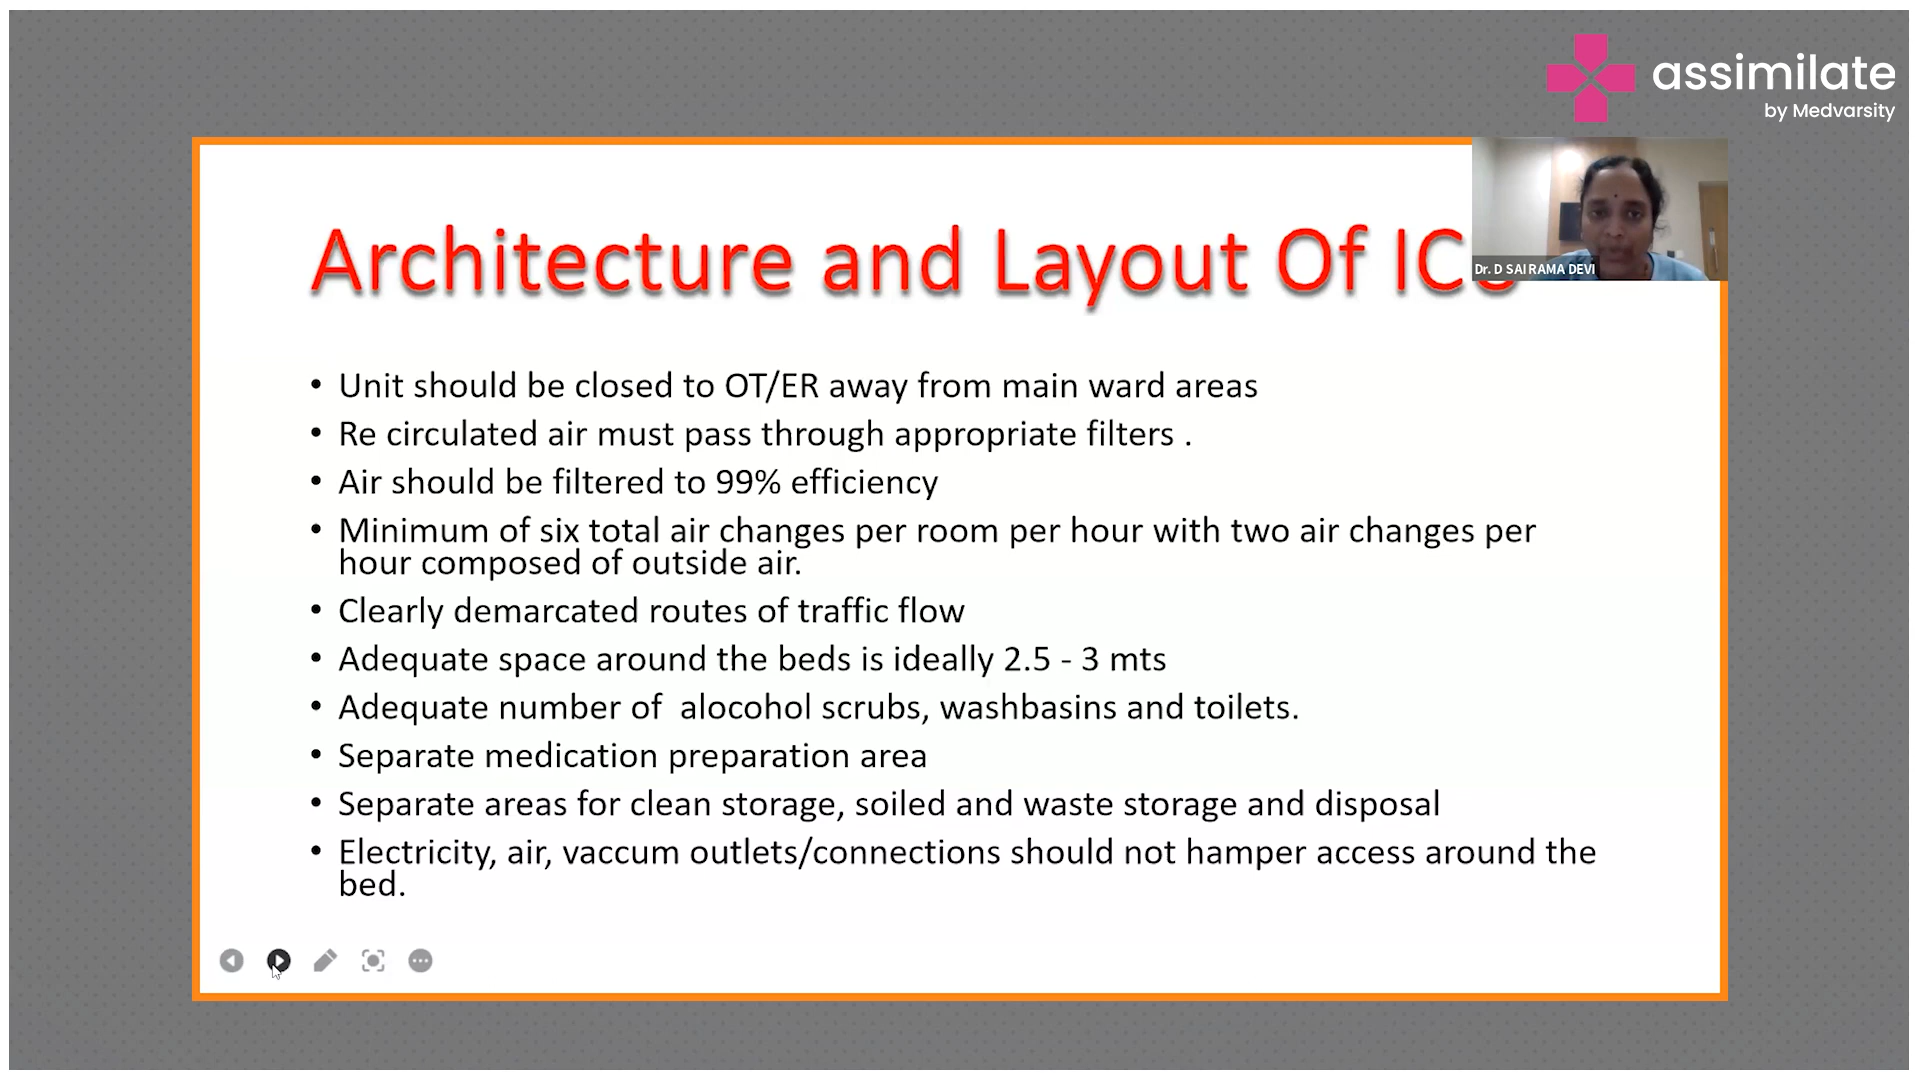 assimilate
by Medvarsity
Architecture and Layout Of IC
Dr. D SAI RAMA DEVI
• Unit should be closed to OT/ER away from main ward areas
• Re circulated air must pass through appropriate filters .
• Air should be filtered to 99% efficiency
• Minimum of six total air changes per room per hour with two air changes per
hour composed of outside air.
• Clearly demarcated routes of traffic flow
• Adequate space around the beds is ideally 2.5 - 3 mts
• Adequate number of  alocohol scrubs, washbasins and toilets.
• Separate medication preparation area
• Separate areas for clean storage, soiled and waste storage and disposal
• Electricity, air, vaccum outlets/connections should not hamper access around the
bed.